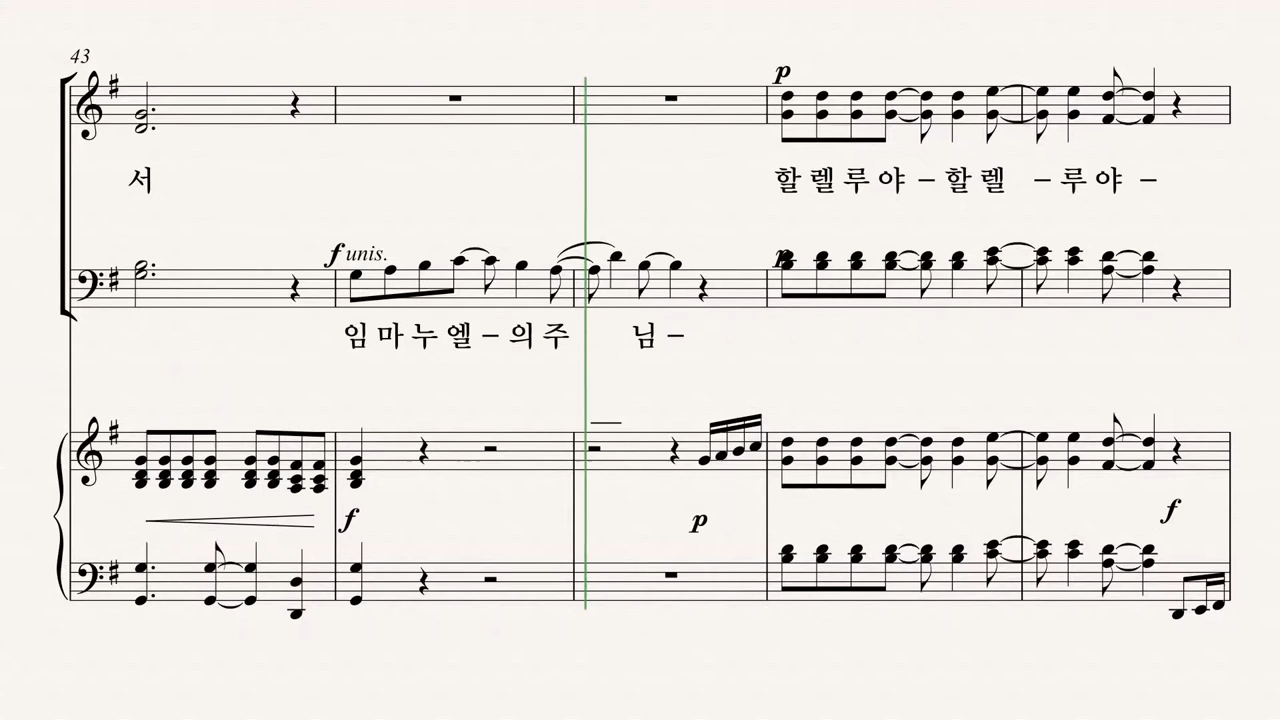 43
서
p
할렐루야–할렐 –루야 –
f unis.
p
임마누엘–의주 님–
f
p
f